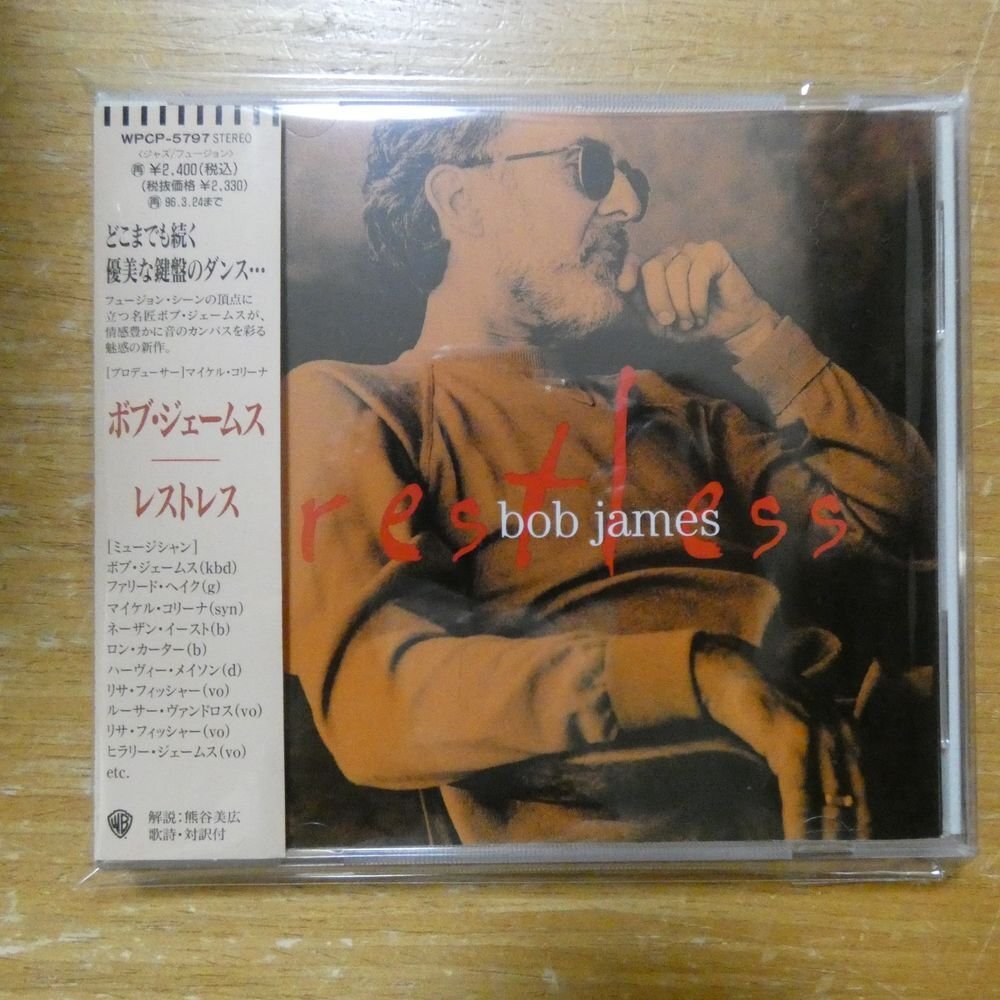 WPCP-5797 STEREO
〈ジャズ/フュージョン〉
再 ¥2,400(税込)
(税抜価格 ¥2,330)
再 96.3.24まで
どこまでも続く
優美な鍵盤のダンス…
フュージョン・シーンの頂点に
立つ名匠ボブ・ジェームスが、
情感豊かに音のカンバスを彩る
魅惑の新作。
[プロデューサー]マイケル・コリーナ
ボブ・ジェームス
レストレス
[ミュージシャン]
ボブ・ジェームス(kbd)
ファリード・ヘイク(g)
マイケル・コリーナ(syn)
ネーザン・イースト(b)
ロン・カーター(b)
ハーヴィー・メイソン(d)
リサ・フィッシャー(vo)
ルーサー・ヴァンドロス(vo)
リサ・フィッシャー(vo)
ヒラリー・ジェームス(vo)
etc.
WB
解説:熊谷美広
歌詩・対訳付
restless
bob james